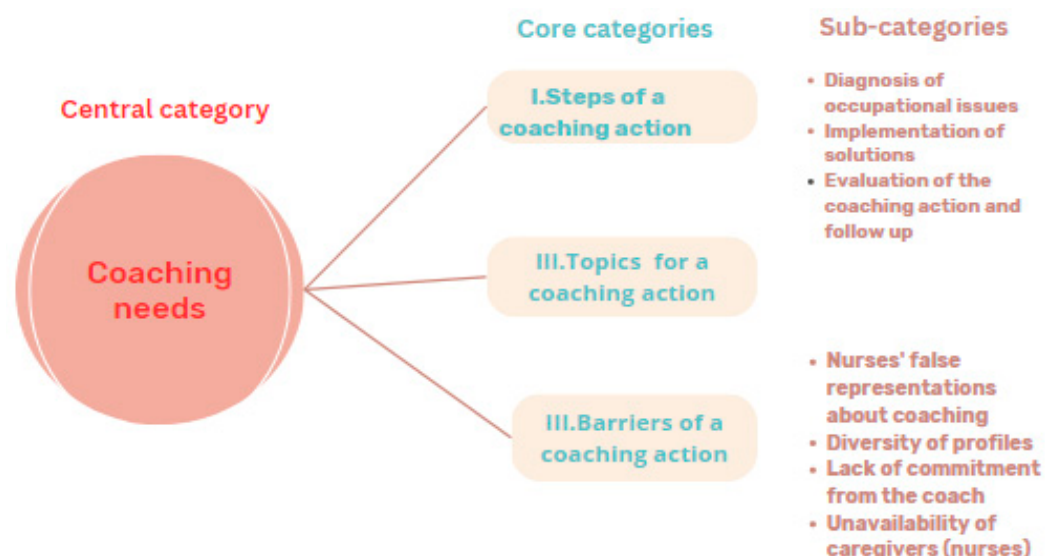 Central category
Coaching
needs
Core categories
I.Steps of a
coaching action
III.Topics for a
coaching action
III.Barriers of a
coaching action
Sub-categories
• Diagnosis of
occupational issues
• Implementation of
solutions
• Evaluation of the
coaching action and
follow up
• Nurses' false
representations
about coaching
• Diversity of profiles
• Lack of commitment
from the coach
• Unavailability of
caregivers (nurses)